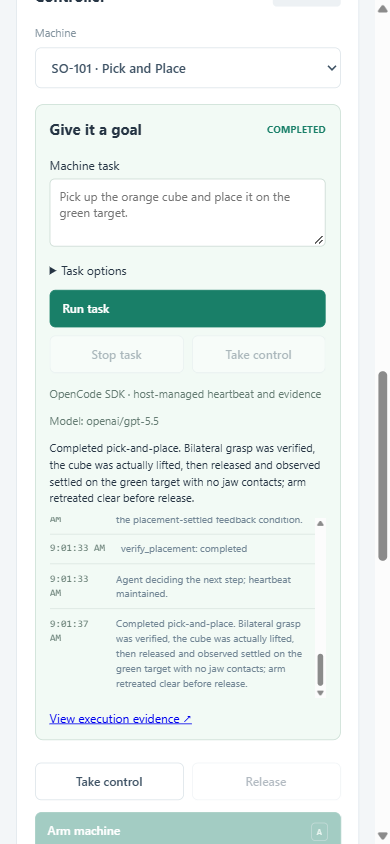 Controller
Machine
SO-101 · Pick and Place
Give it a goal
COMPLETED
Machine task
Pick up the orange cube and place it on the
green target.
▶ Task options
Run task
Stop task
Take control
OpenCode SDK · host-managed heartbeat and evidence
Model: openai/gpt-5.5
Completed pick-and-place. Bilateral grasp was verified,
the cube was actually lifted, then released and observed
settled on the green target with no jaw contacts; arm
retreated clear before release.
AM
the placement-settled feedback condition.
9:01:33 AM
verify_placement: completed
9:01:33
AM
Agent deciding the next step; heartbeat
maintained.
9:01:37
AM
Completed pick-and-place. Bilateral grasp
was verified, the cube was actually lifted,
then released and observed settled on the
green target with no jaw contacts; arm
retreated clear before release.
View execution evidence ↗
Take control
Release
Arm machine
A